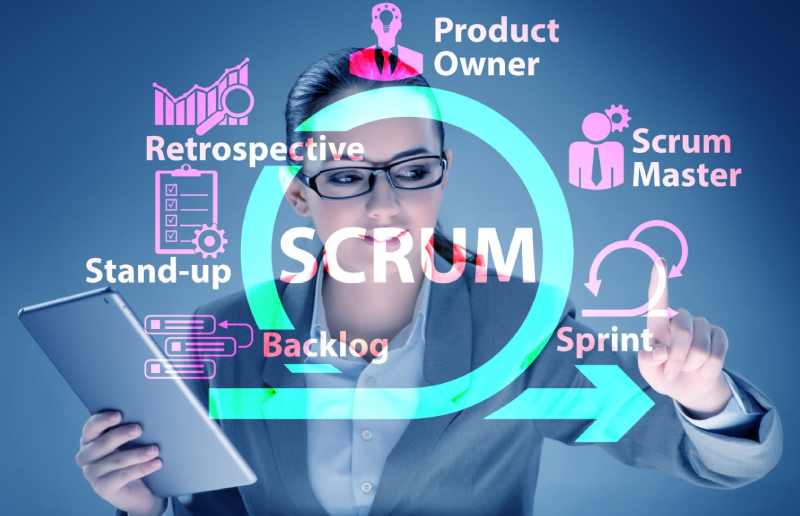 Product
Owner
Retrospective
Scrum
Master
Stand-up
SCRUM
Backlog
Sprint